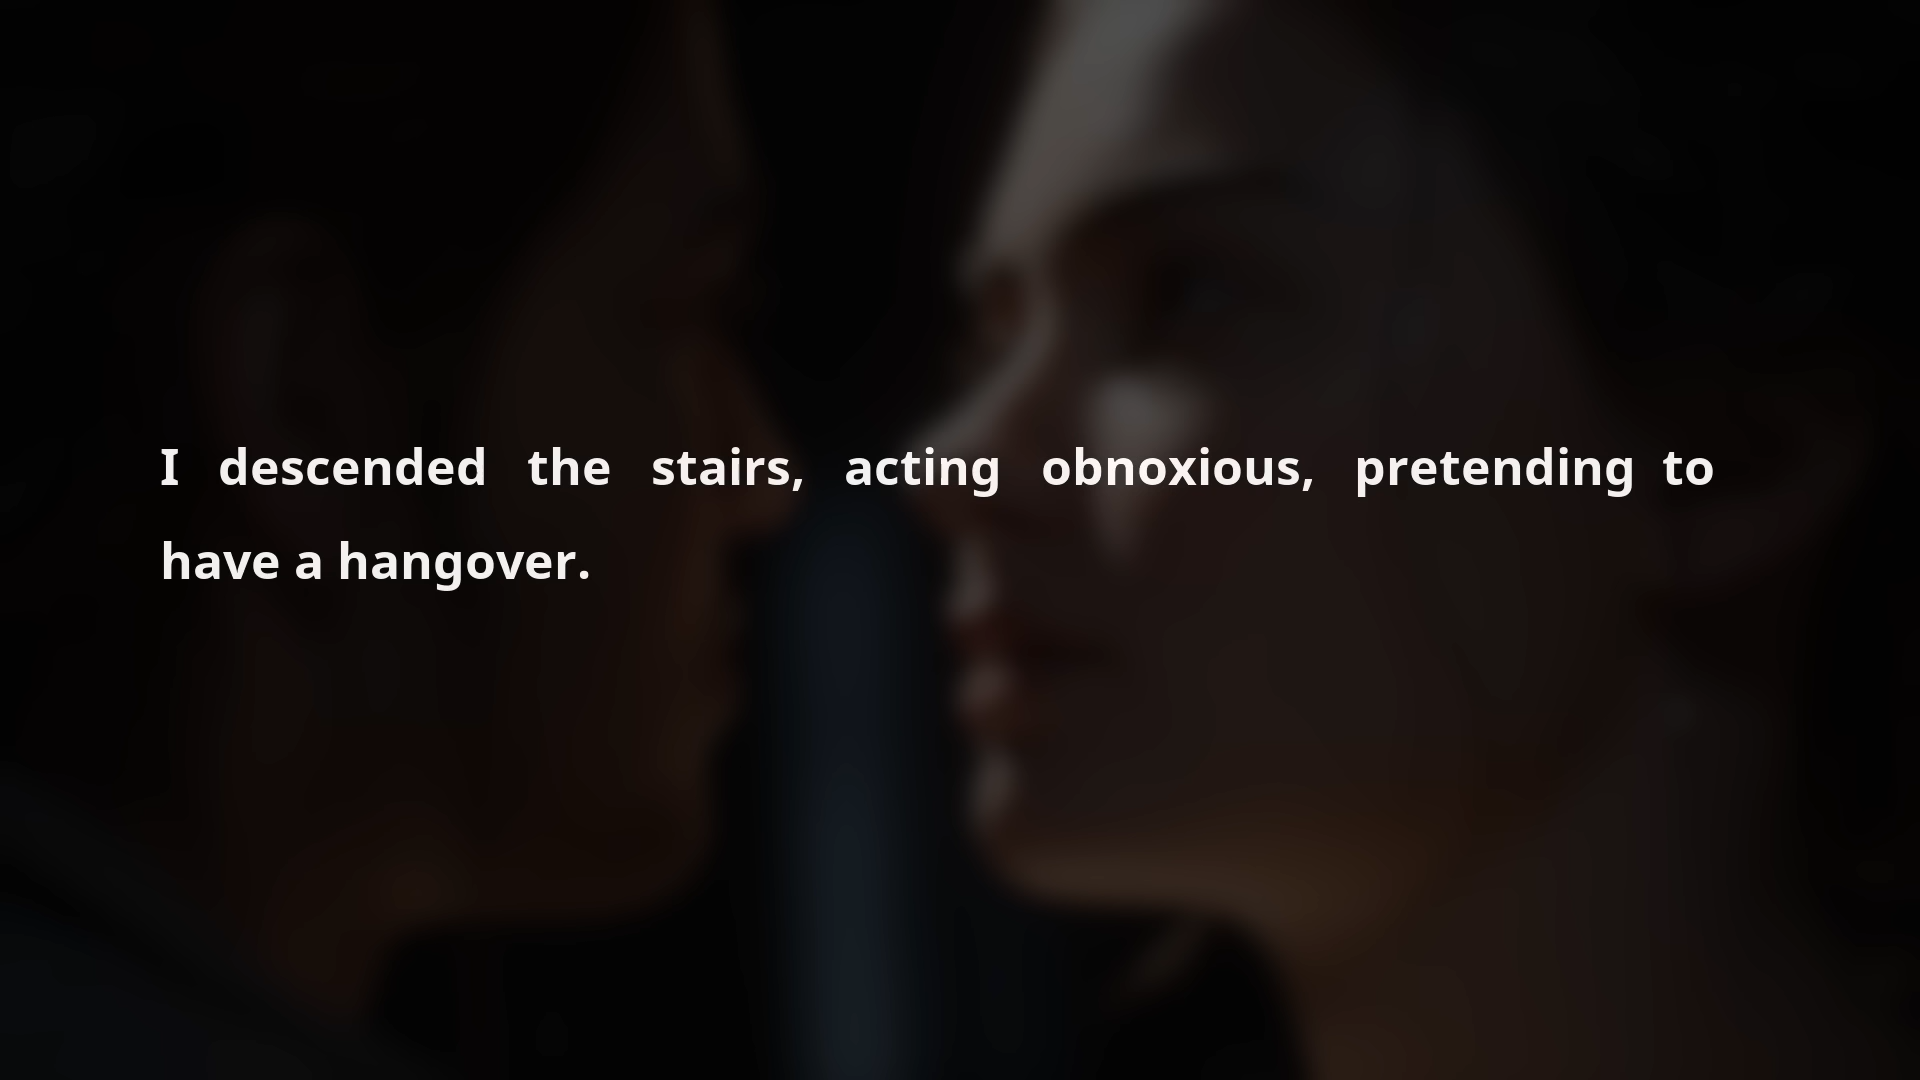 I descended the stairs, acting obnoxious, pretending to
have a hangover.